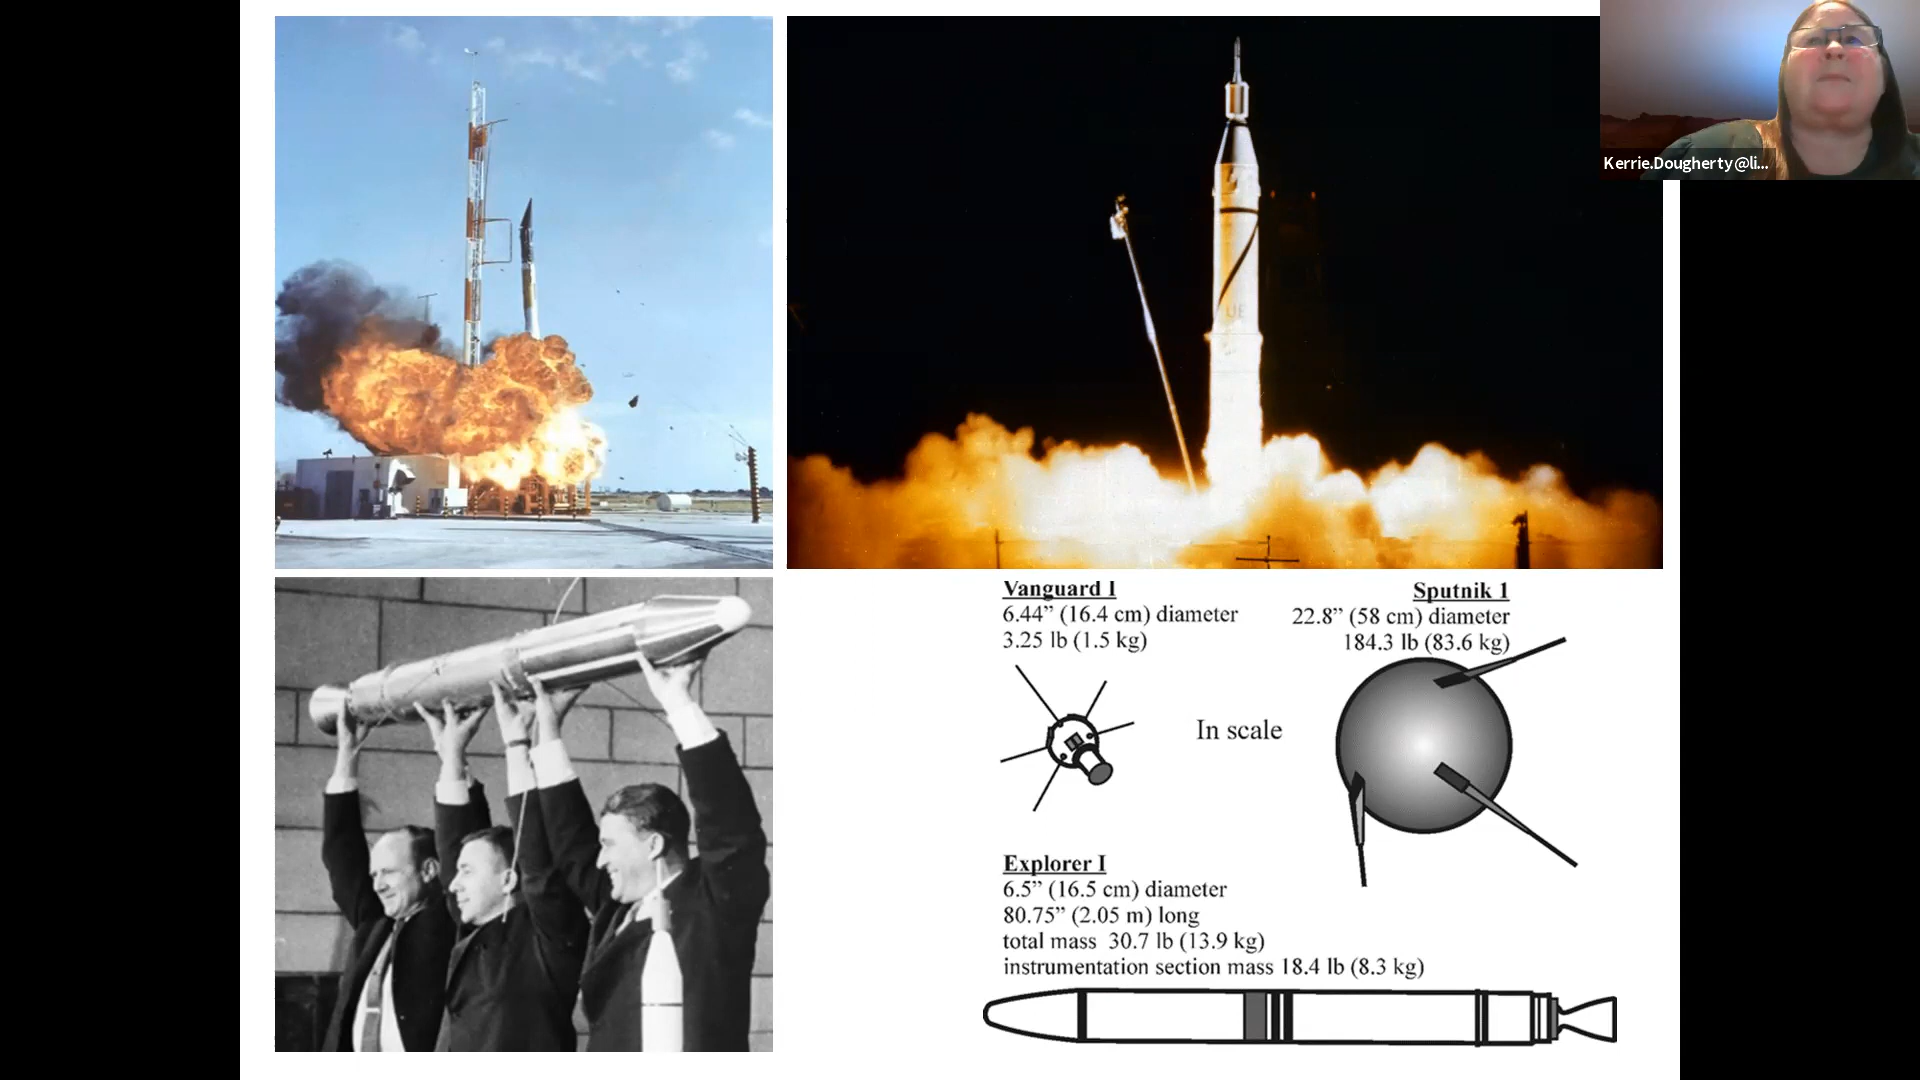 Kerrie.Dougherty@li...
UE
Vanguard I
6.44” (16.4 cm) diameter
3.25 lb (1.5 kg)
Sputnik 1
22.8” (58 cm) diameter
184.3 lb (83.6 kg)
In scale
Explorer I
6.5” (16.5 cm) diameter
80.75” (2.05 m) long
total mass 30.7 lb (13.9 kg)
instrumentation section mass 18.4 lb (8.3 kg)